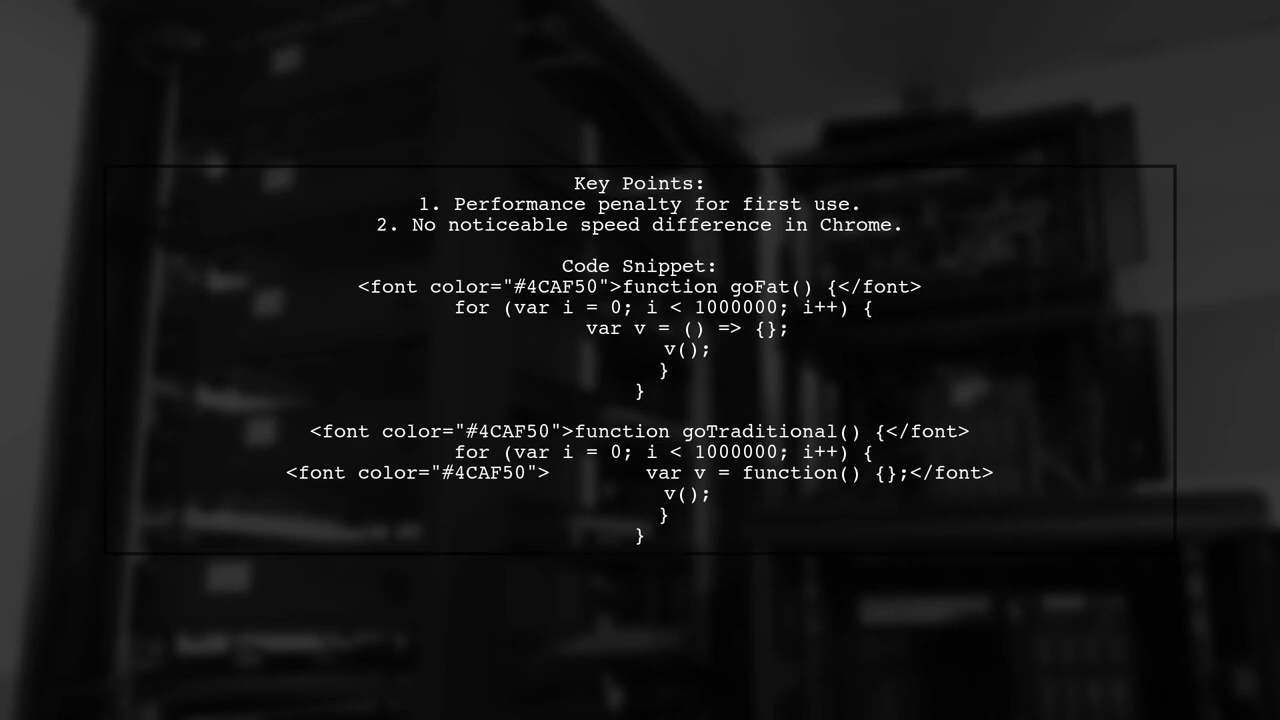 Key Points:
1. Performance penalty for first use.
2. No noticeable speed difference in Chrome.
Code Snippet:
<font color="#4CAF50">function goFat() {</font>
for (var i = 0; i < 1000000; i++) {
var v = () => {};
v();
}
}
<font color="#4CAF50">function goTraditional() {</font>
for (var i = 0; i < 1000000; i++) {
<font color="#4CAF50">        var v = function() {};</font>
v();
}
}